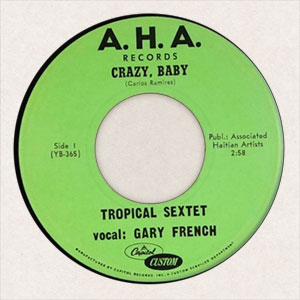 A.H.A.
RECORDS
CRAZY, BABY
(Carlos Ramirez)
Side 1
(YB-365)
Publ.: Associated
Haitian Artists
2:58
TROPICAL SEXTET
vocal: GARY FRENCH
Capitol
CUSTOM